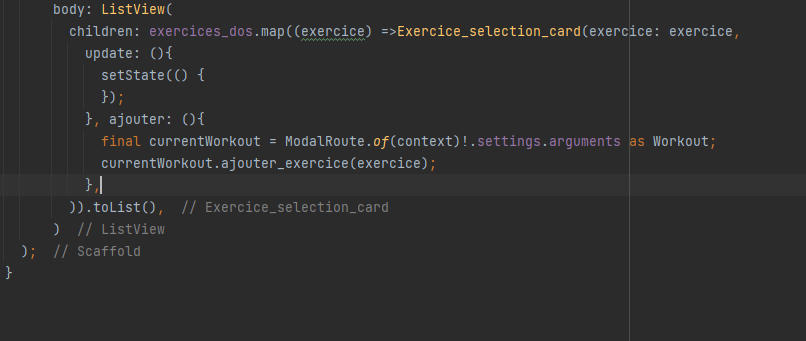 body: ListView(
children: exercices_dos.map((exercice) =>Exercice_selection_card(exercice: exercice,
update: (){
setState(() {
});
}, ajouter: (){
final currentWorkout = ModalRoute.of(context)!.settings.arguments as Workout;
currentWorkout.ajouter_exercice(exercice);
},
)).toList(),  // Exercice_selection_card
)  // ListView
);  // Scaffold
}